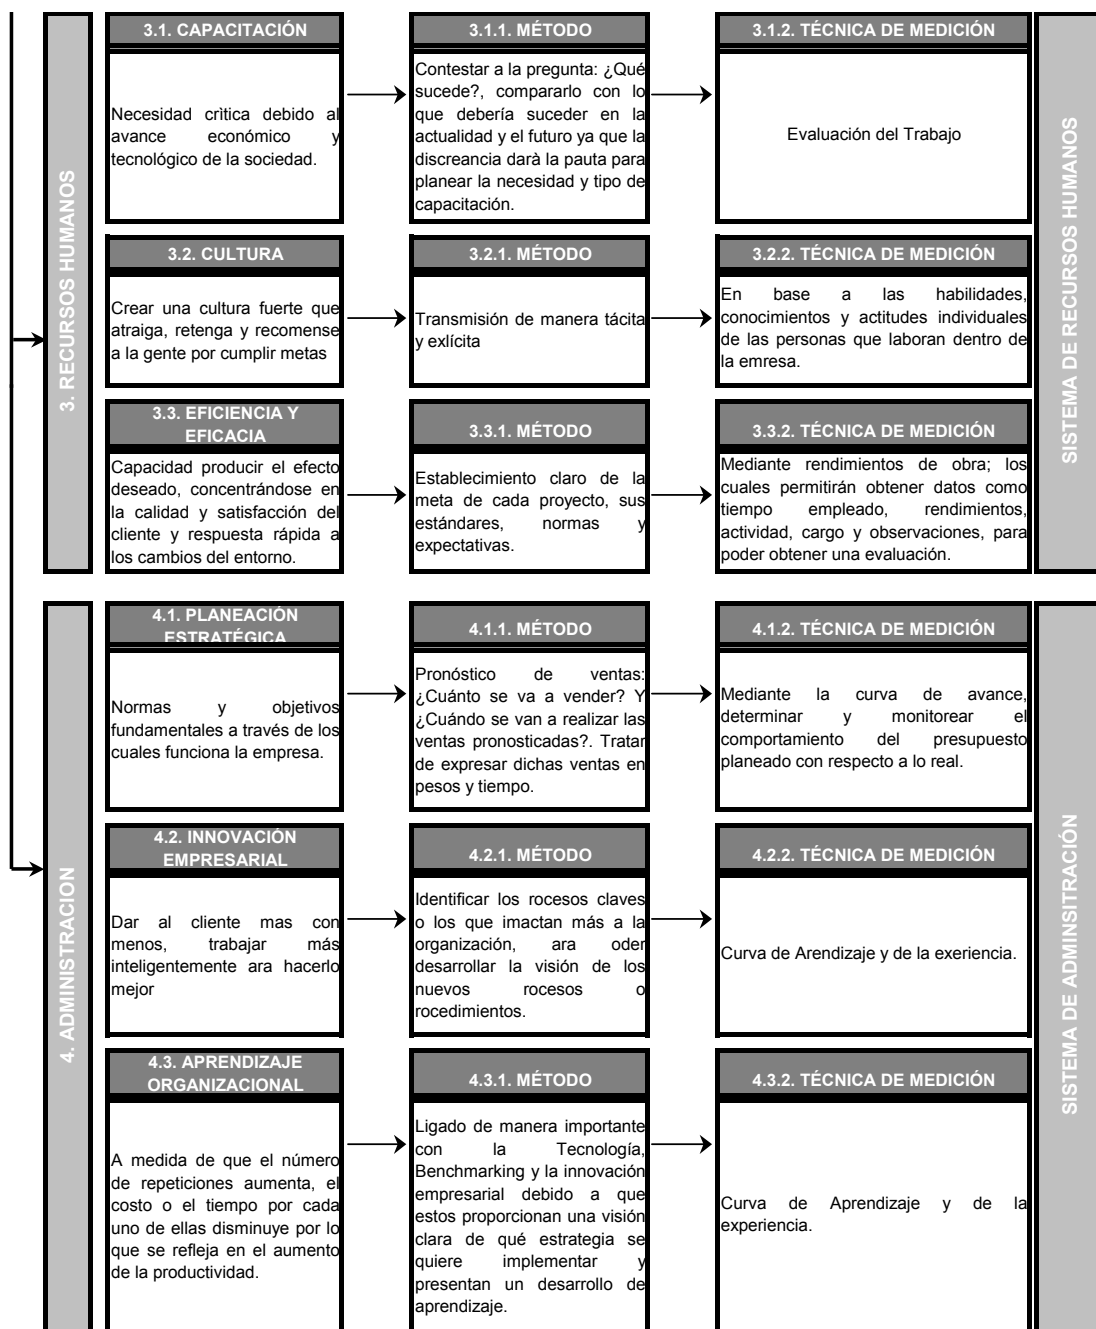 3. RECURSOS HUMANOS
3.1. CAPACITACIÓN
Necesidad crìtica debido al
avance económico y
tecnológico de la sociedad.
3.1.1. MÉTODO
Contestar a la pregunta: ¿Qué
sucede?, compararlo con lo
que debería suceder en la
actualidad y el futuro ya que la
discreancia darà la pauta para
planear la necesidad y tipo de
capacitación.
3.1.2. TÉCNICA DE MEDICIÓN
Evaluación del Trabajo
3.2. CULTURA
Crear una cultura fuerte que
atraiga, retenga y recomense
a la gente por cumplir metas
3.2.1. MÉTODO
Transmisión de manera tácita
y exlícita
3.2.2. TÉCNICA DE MEDICIÓN
En base a las habilidades,
conocimientos y actitudes individuales
de las personas que laboran dentro de
la emresa.
3.3. EFICIENCIA Y
EFICACIA
Capacidad producir el efecto
deseado, concentrándose en
la calidad y satisfacción del
cliente y respuesta rápida a
los cambios del entorno.
3.3.1. MÉTODO
Establecimiento claro de la
meta de cada proyecto, sus
estándares, normas y
expectativas.
3.3.2. TÉCNICA DE MEDICIÓN
Mediante rendimientos de obra; los
cuales permitirán obtener datos como
tiempo empleado, rendimientos,
actividad, cargo y observaciones, para
poder obtener una evaluación.
SISTEMA DE RECURSOS HUMANOS
4. ADMINISTRACION
4.1. PLANEACIÓN
ESTRATÉGICA
Normas y objetivos
fundamentales a través de los
cuales funciona la empresa.
4.1.1. MÉTODO
Pronóstico de ventas:
¿Cuánto se va a vender? Y
¿Cuándo se van a realizar las
ventas pronosticadas?. Tratar
de expresar dichas ventas en
pesos y tiempo.
4.1.2. TÉCNICA DE MEDICIÓN
Mediante la curva de avance,
determinar y monitorear el
comportamiento del presupuesto
planeado con respecto a lo real.
4.2. INNOVACIÓN
EMPRESARIAL
Dar al cliente mas con
menos, trabajar más
inteligentemente ara hacerlo
mejor
4.2.1. MÉTODO
Identificar los rocesos claves
o los que imactan más a la
organización, ara oder
desarrollar la visión de los
nuevos rocesos o
rocedimientos.
4.2.2. TÉCNICA DE MEDICIÓN
Curva de Arendizaje y de la exeriencia.
4.3. APRENDIZAJE
ORGANIZACIONAL
A medida de que el número
de repeticiones aumenta, el
costo o el tiempo por cada
uno de ellas disminuye por lo
que se refleja en el aumento
de la productividad.
4.3.1. MÉTODO
Ligado de manera importante
con la Tecnología,
Benchmarking y la innovación
empresarial debido a que
estos proporcionan una visión
clara de qué estrategia se
quiere implementar y
presentan un desarrollo de
aprendizaje.
4.3.2. TÉCNICA DE MEDICIÓN
Curva de Aprendizaje y de la
experiencia.
SISTEMA DE ADMINSITRACIÓN